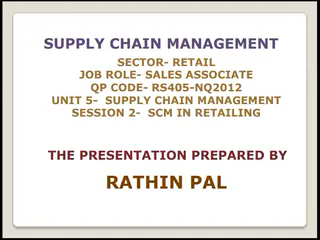 SUPPLY CHAIN MANAGEMENT
SECTOR- RETAIL
JOB ROLE- SALES ASSOCIATE
QP CODE- RS405-NQ2012
UNIT 5-  SUPPLY CHAIN MANAGEMENT
SESSION 2-  SCM IN RETAILING
THE PRESENTATION PREPARED BY
RATHIN PAL